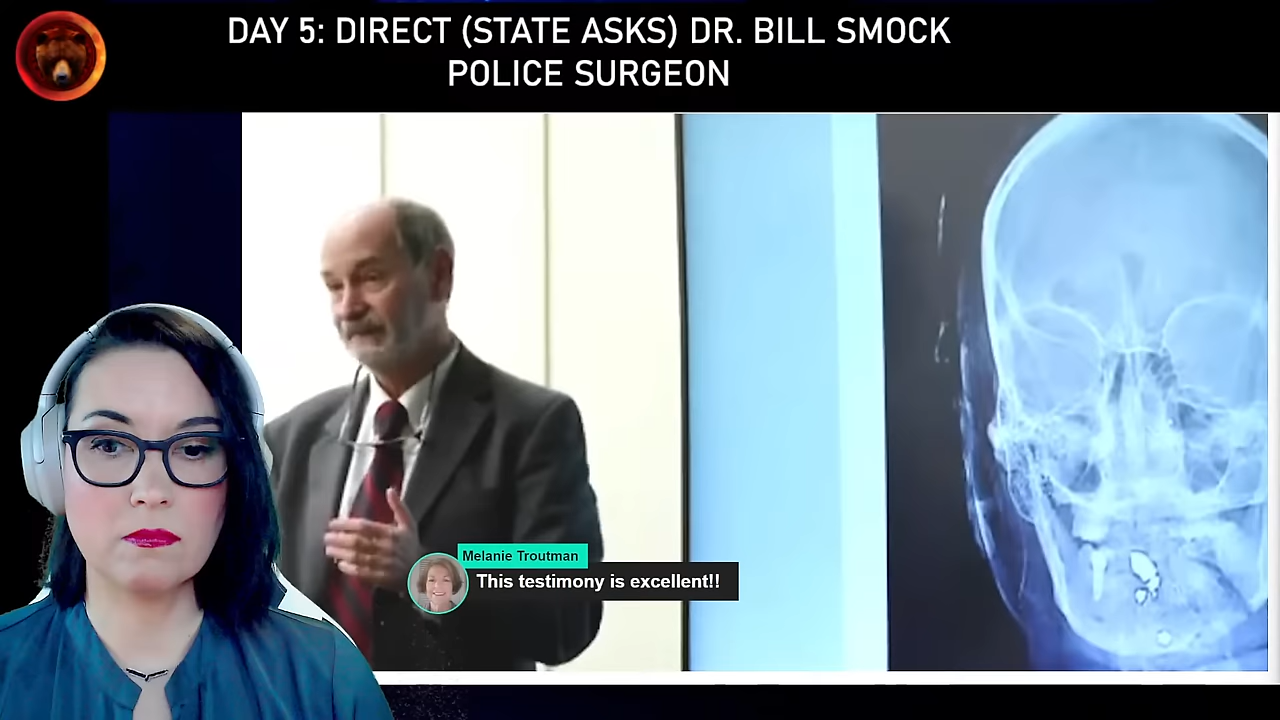 DAY 5: DIRECT (STATE ASKS) DR. BILL SMOCK
POLICE SURGEON
Melanie Troutman
This testimony is excellent!!